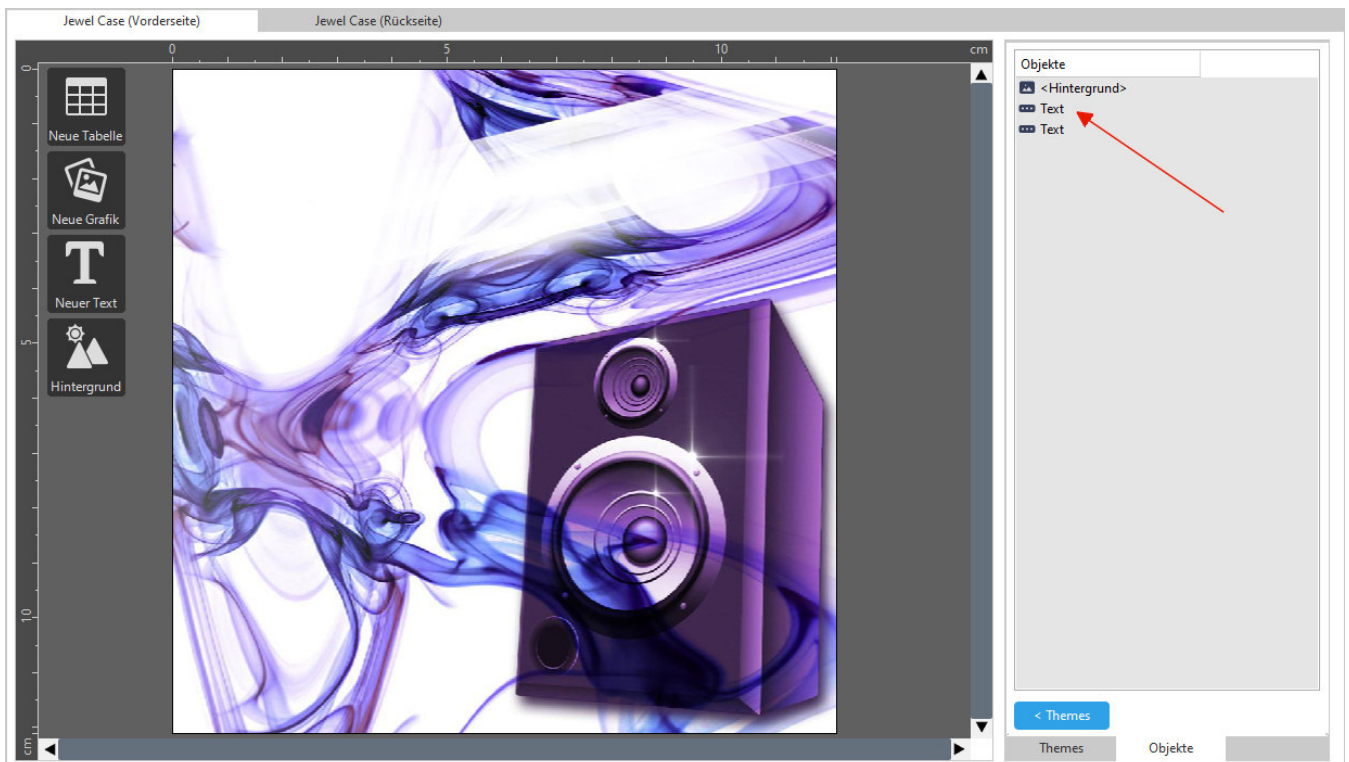 Jewel Case (Vorderseite)
Jewel Case (Rückseite)
0 5 10 cm
0
5
10
cm
Neue Tabelle
Neue Grafik
T
Neuer Text
Hintergrund
Objekte
<Hintergrund>
Text
Text
< Themes
Themes
Objekte